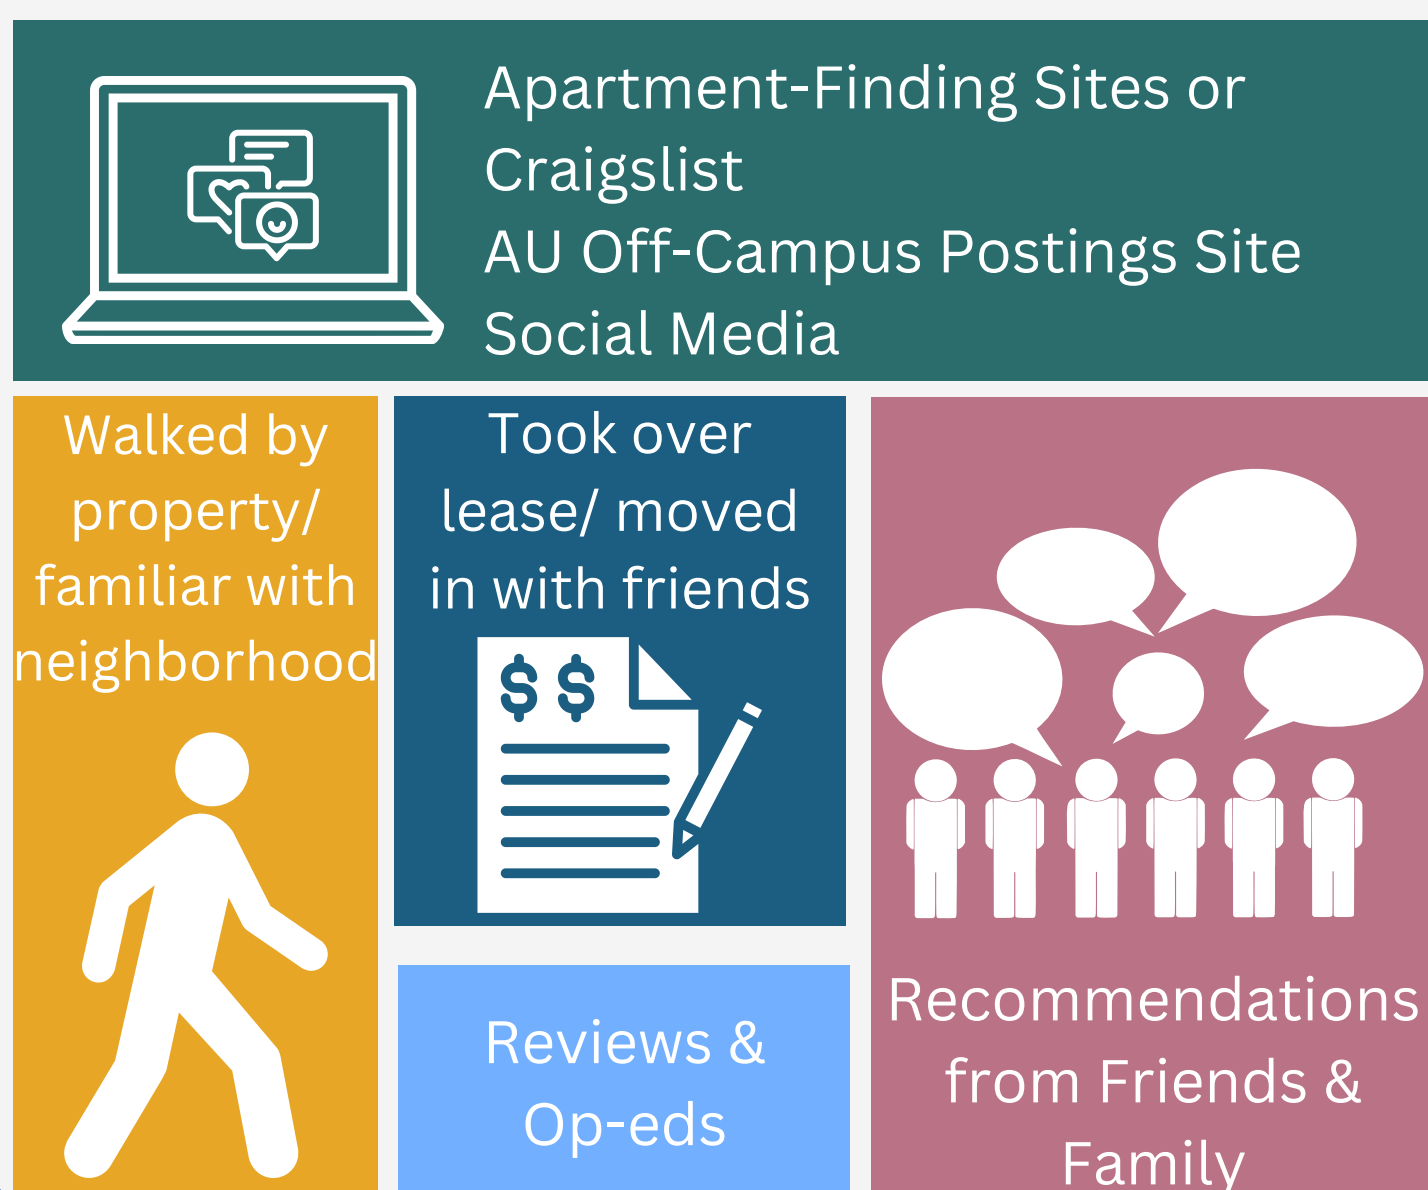 Apartment-Finding Sites or
Craigslist
AU Off-Campus Postings Site
Social Media
Walked by
property/
familiar with
neighborhood
Took over
lease/ moved
in with friends
$ $
Reviews &
Op-eds
Recommendations
from Friends &
Family